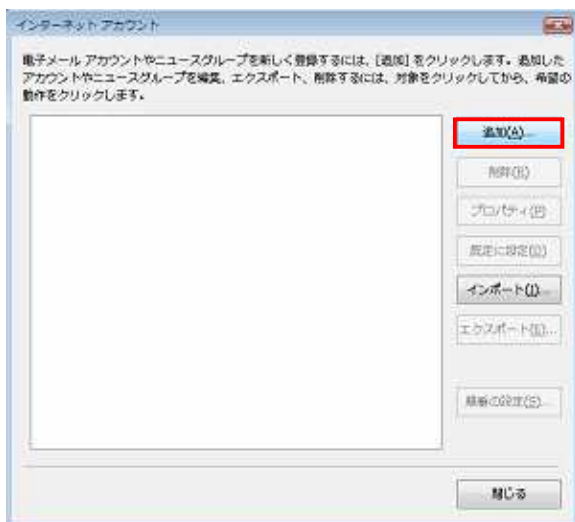 インターネット アカウント
電子メール アカウントやニュースグループを新しく登録するには、[追加] をクリックします。追加した
アカウントやニュースグループを編集、エクスポート、削除するには、対象をクリックしてから、希望の
動作をクリックします。
追加(A)...
削除(R)
プロパティ(P)
既定に設定(D)
インポート(I)...
エクスポート(E)...
順番の設定(S)...
閉じる